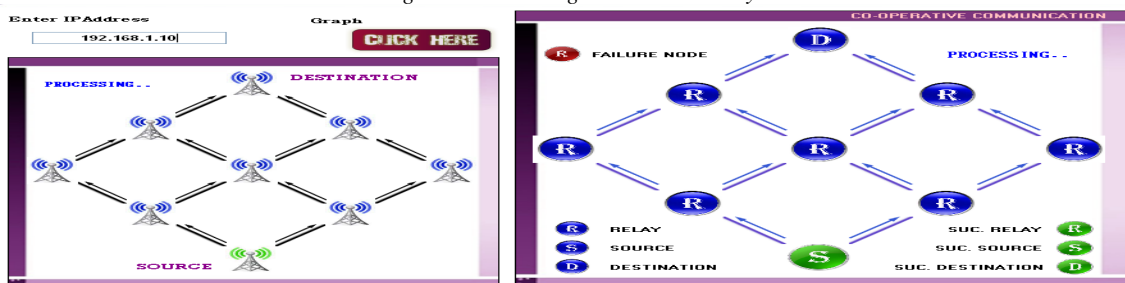 Enter IPAddress
Graph
192.168.1.10
CLICK HERE
PROCESSING..
DESTINATION
SOURCE
CO-OPERATIVE COMMUNICATION
R FAILURE NODE
PROCESSING..
D
R R
R R R
R R
S
R RELAY
S SOURCE
D DESTINATION
SUC. RELAY R
SUC. SOURCE S
SUC. DESTINATION D